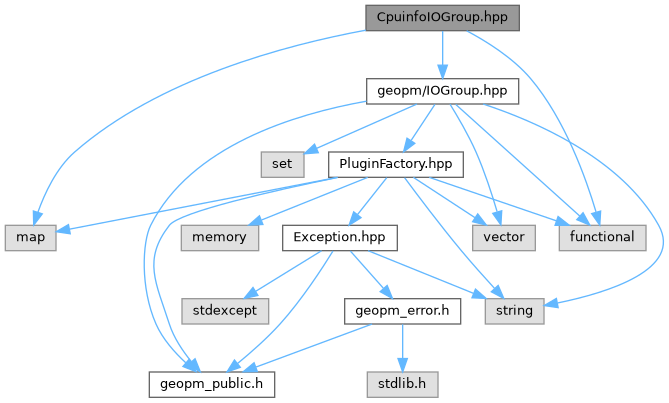 CpuinfoIOGroup.hpp
geopm/IOGroup.hpp
set
PluginFactory.hpp
map
memory
Exception.hpp
vector
functional
stdexcept
geopm_error.h
string
geopm_public.h
stdlib.h